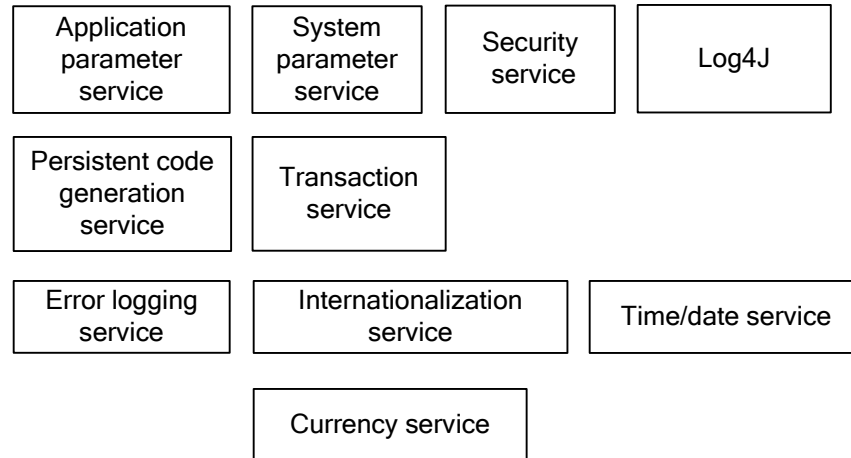 Application
parameter
service
System
parameter
service
Security
service
Log4J
Persistent code
generation
service
Transaction
service
Error logging
service
Internationalization
service
Time/date service
Currency service